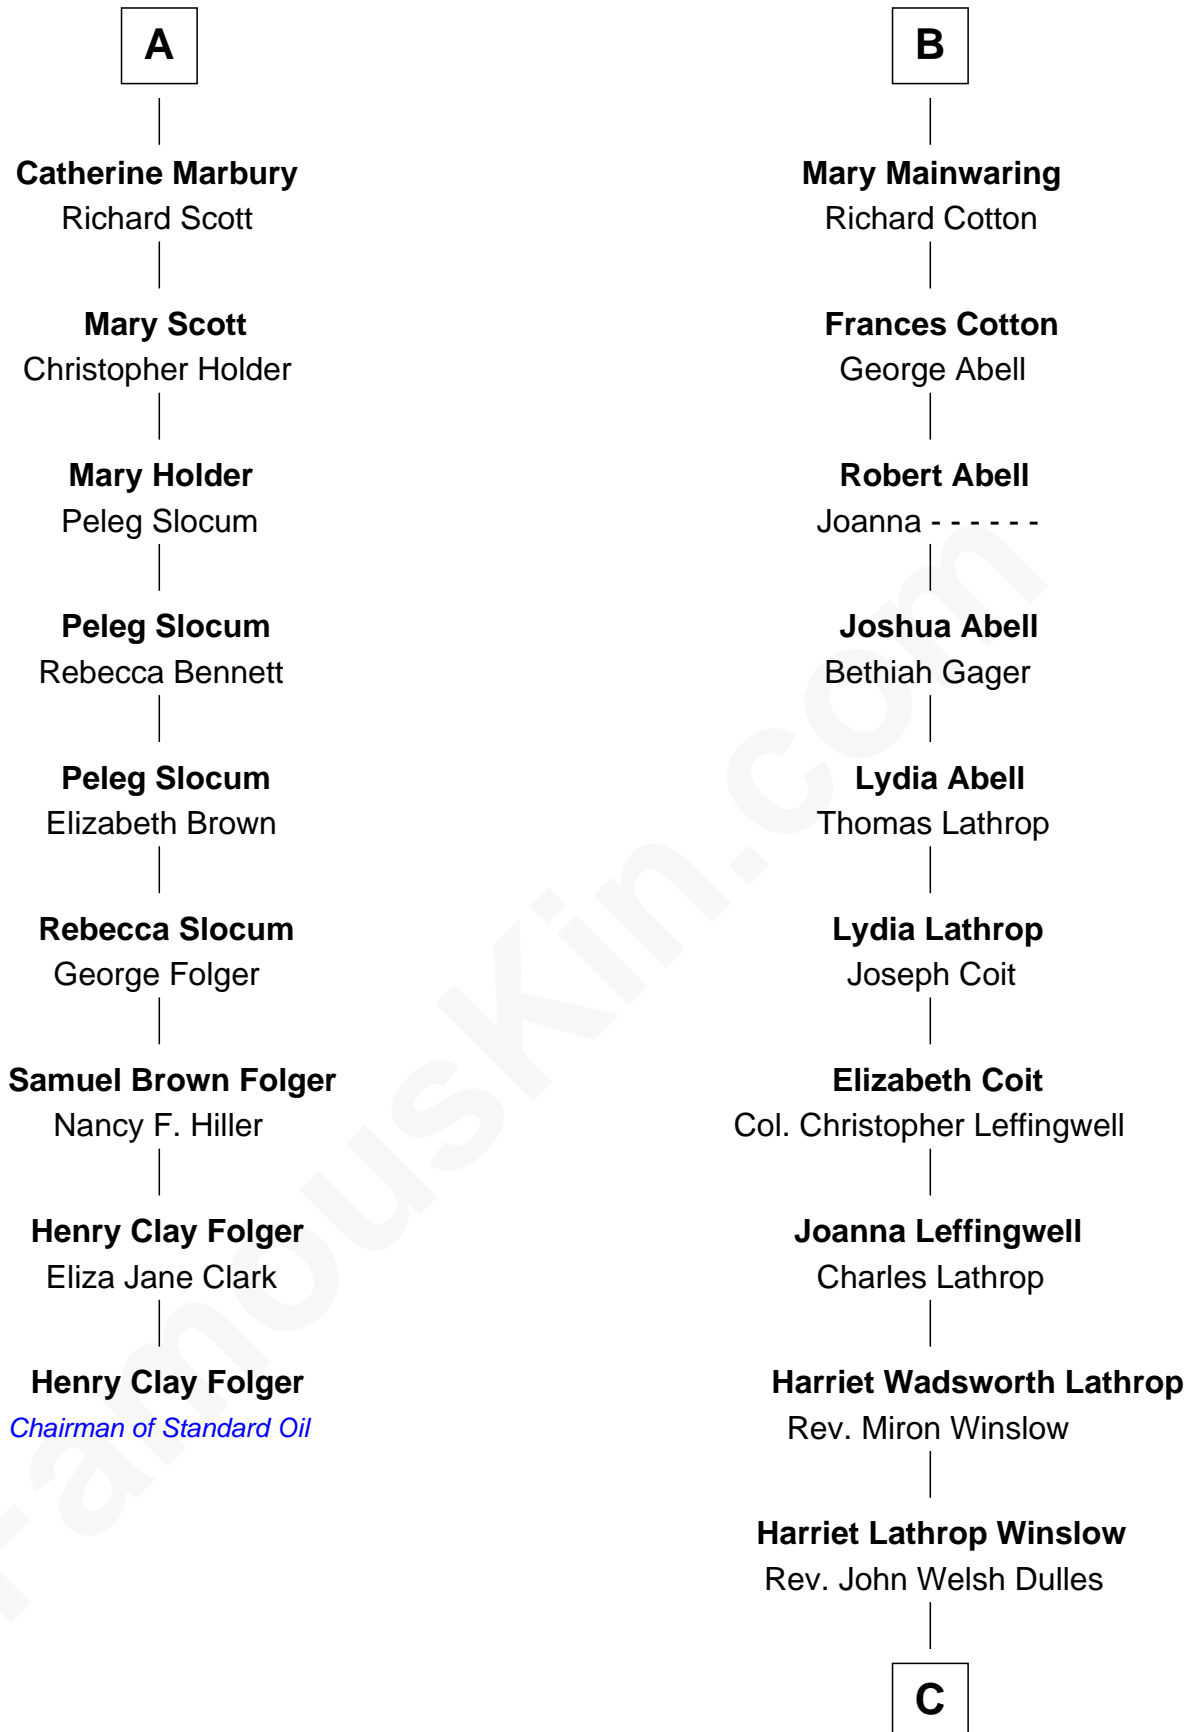 A
Catherine Marbury
Richard Scott
Mary Scott
Christopher Holder
Mary Holder
Peleg Slocum
Peleg Slocum
Rebecca Bennett
Peleg Slocum
Elizabeth Brown
Rebecca Slocum
George Folger
Samuel Brown Folger
Nancy F. Hiller
Henry Clay Folger
Eliza Jane Clark
Henry Clay Folger
Chairman of Standard Oil
B
Mary Mainwaring
Richard Cotton
Frances Cotton
George Abell
Robert Abell
Joanna - - - - - -
Joshua Abell
Bethiah Gager
Lydia Abell
Thomas Lathrop
Lydia Lathrop
Joseph Coit
Elizabeth Coit
Col. Christopher Leffingwell
Joanna Leffingwell
Charles Lathrop
Harriet Wadsworth Lathrop
Rev. Miron Winslow
Harriet Lathrop Winslow
Rev. John Welsh Dulles
C
FamousKin.com